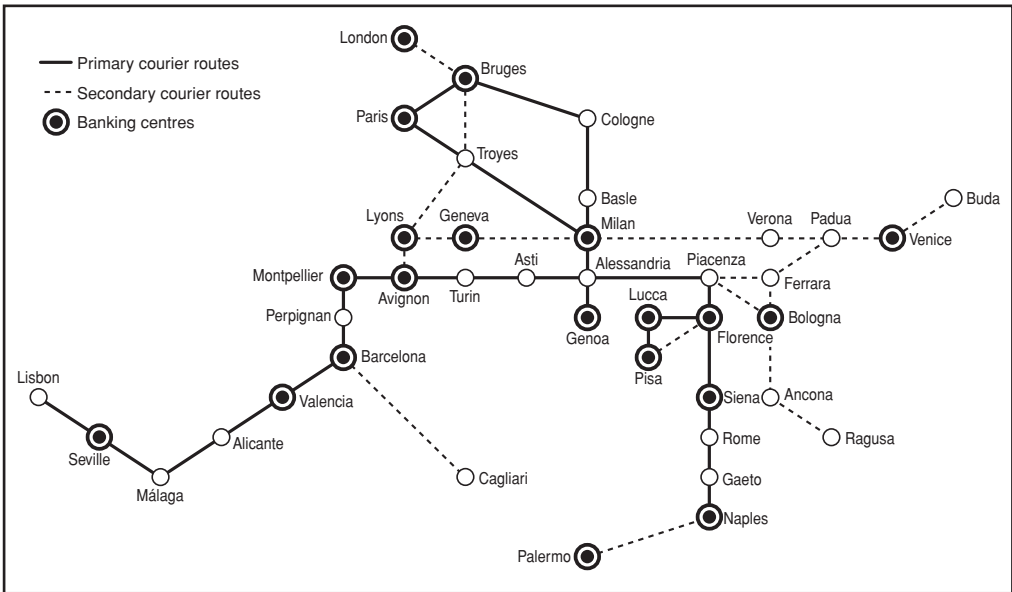 London
Primary courier routes
Bruges
Secondary courier routes
Paris
Banking centres
Cologne
Troyes
Basle
Buda
Lyons
Geneva
Milan
Verona
Padua
Venice
Montpellier
Asti
Alessandria
Piacenza
Avignon
Turin
Ferrara
Lucca
Perpignan
Genoa
Florence
Bologna
Barcelona
Pisa
Lisbon
Valencia
Siena
Ancona
Seville
Alicante
Rome
Ragusa
Málaga
Cagliari
Gaeto
Naples
Palermo